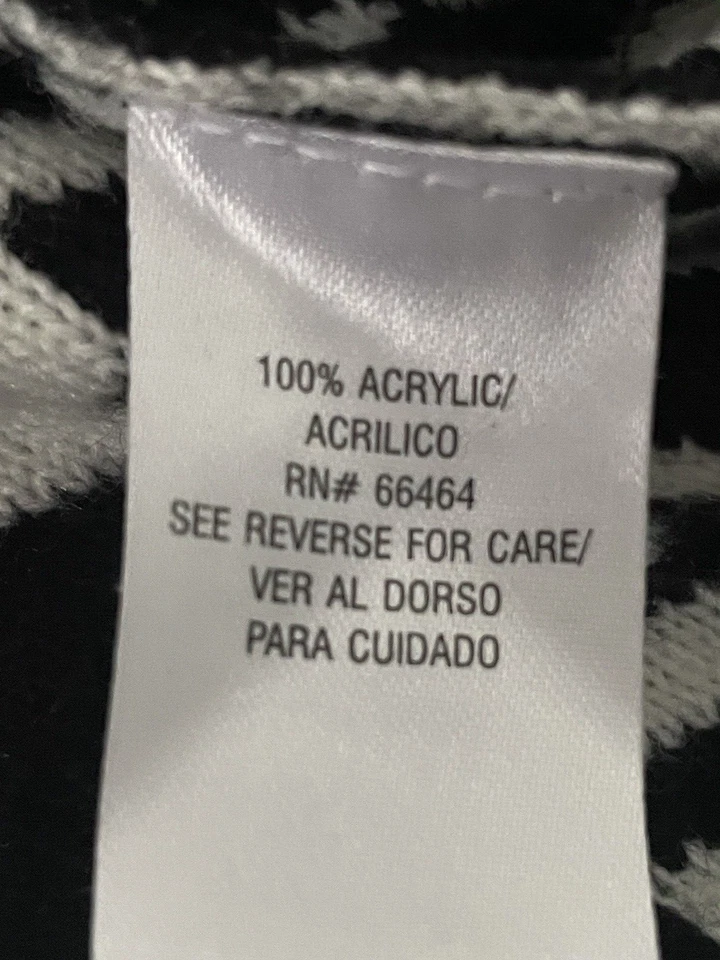 100% ACRYLIC/
ACRILICO
RN# 66464
SEE REVERSE FOR CARE/
VER AL DORSO
PARA CUIDADO